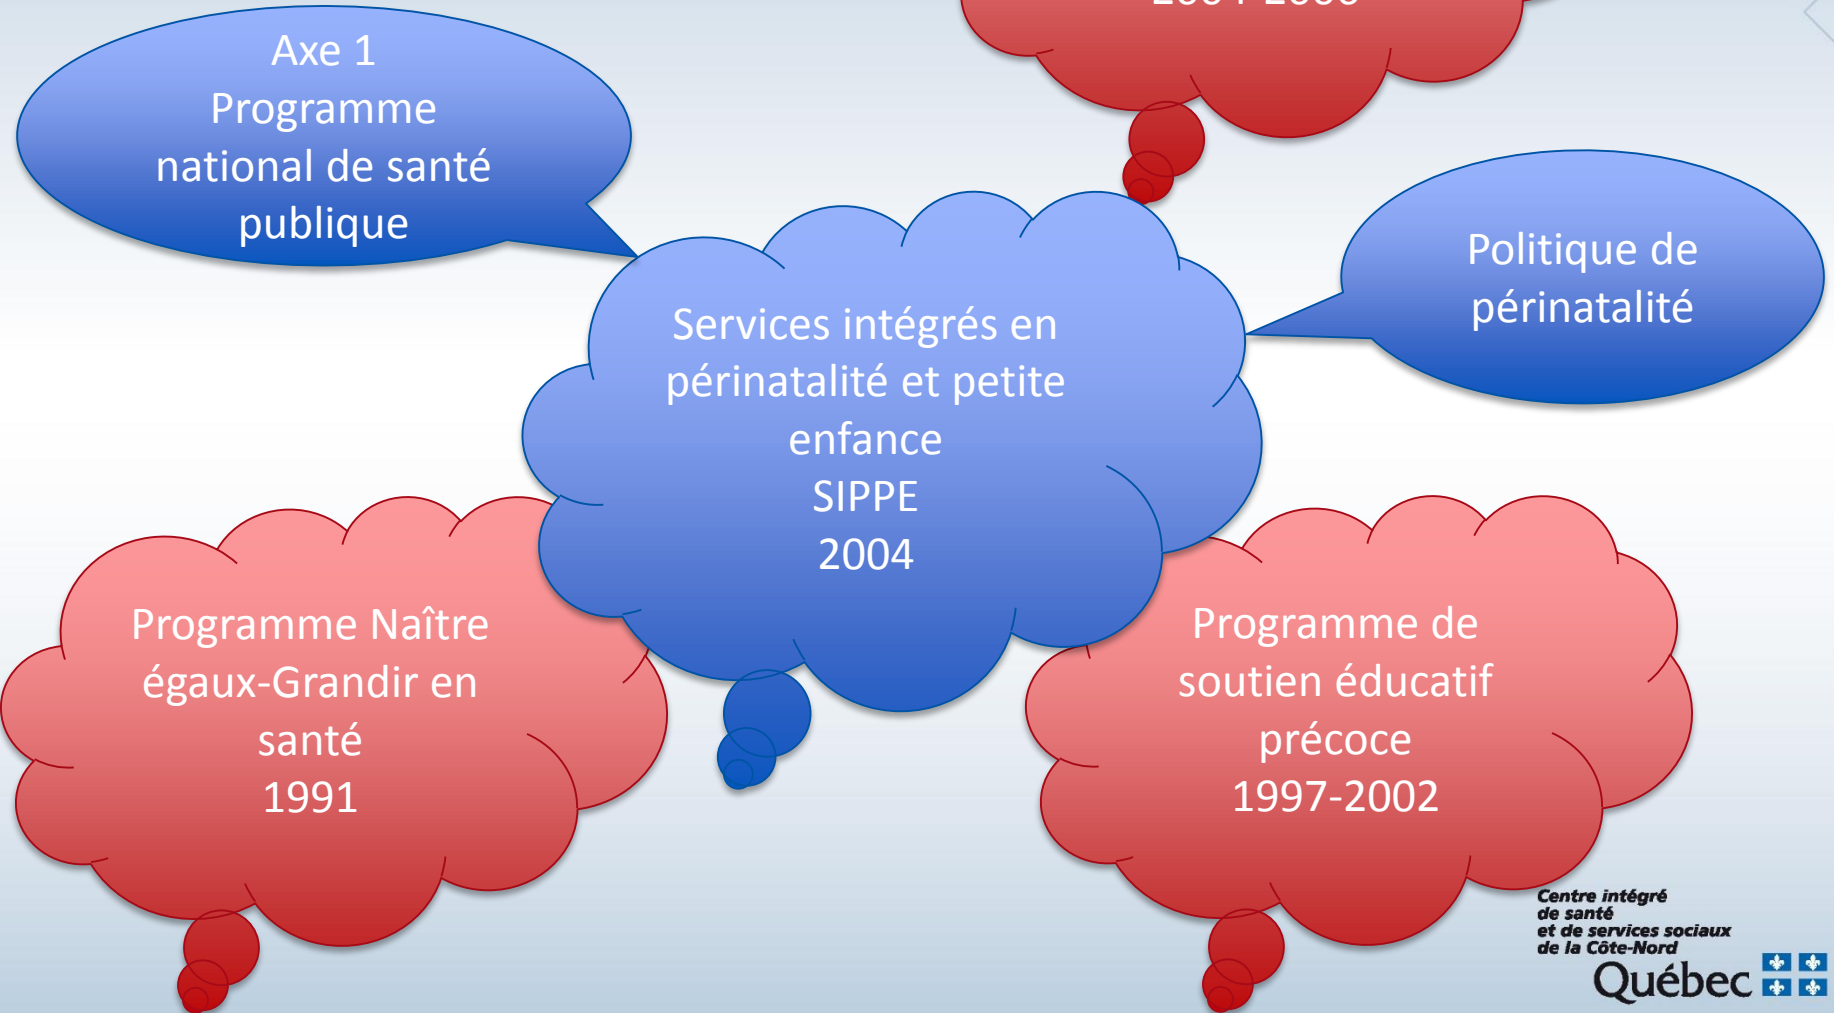 Axe 1
Programme
national de santé
publique
Politique de
périnatalité
Services intégrés en
périnatalité et petite
enfance
SIPPE
2004
Programme Naître
égaux-Grandir en
santé
1991
Programme de
soutien éducatif
précoce
1997-2002
Centre intégré
de santé
et de services sociaux
de la Côte-Nord
Québec